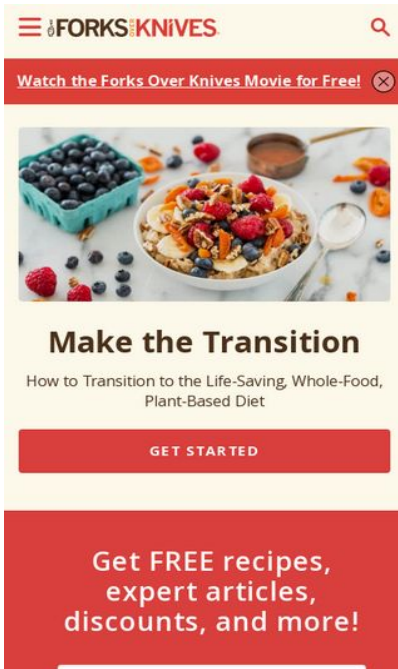 FORKS OVER KNIVES
Watch the Forks Over Knives Movie for Free!
Make the Transition
How to Transition to the Life-Saving, Whole-Food,
Plant-Based Diet
GET STARTED
Get FREE recipes,
expert articles,
discounts, and more!